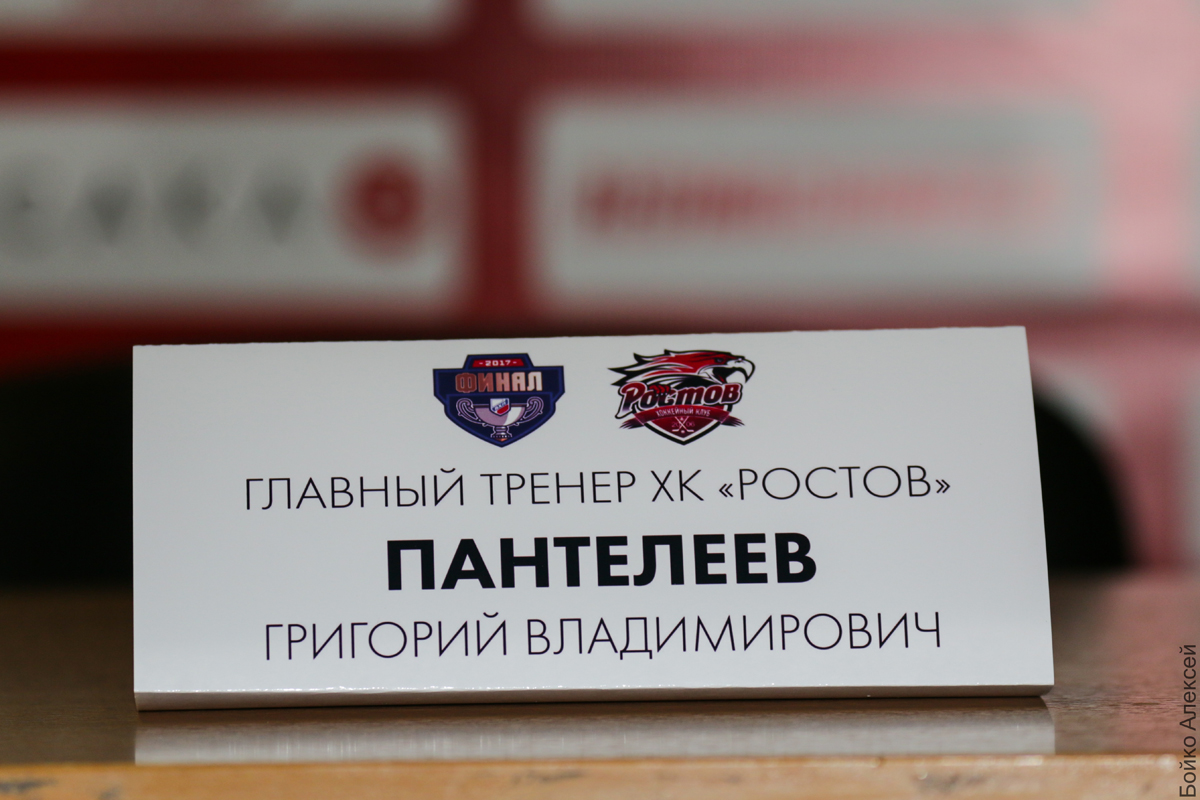 2017
ФИНАЛ
РОСТОВ
ХОККЕЙНЫЙ КЛУБ
ГЛАВНЫЙ ТРЕНЕР ХК «РОСТОВ»
ПАНТЕЛЕЕВ
ГРИГОРИЙ ВЛАДИМИРОВИЧ
Бойко Алексей